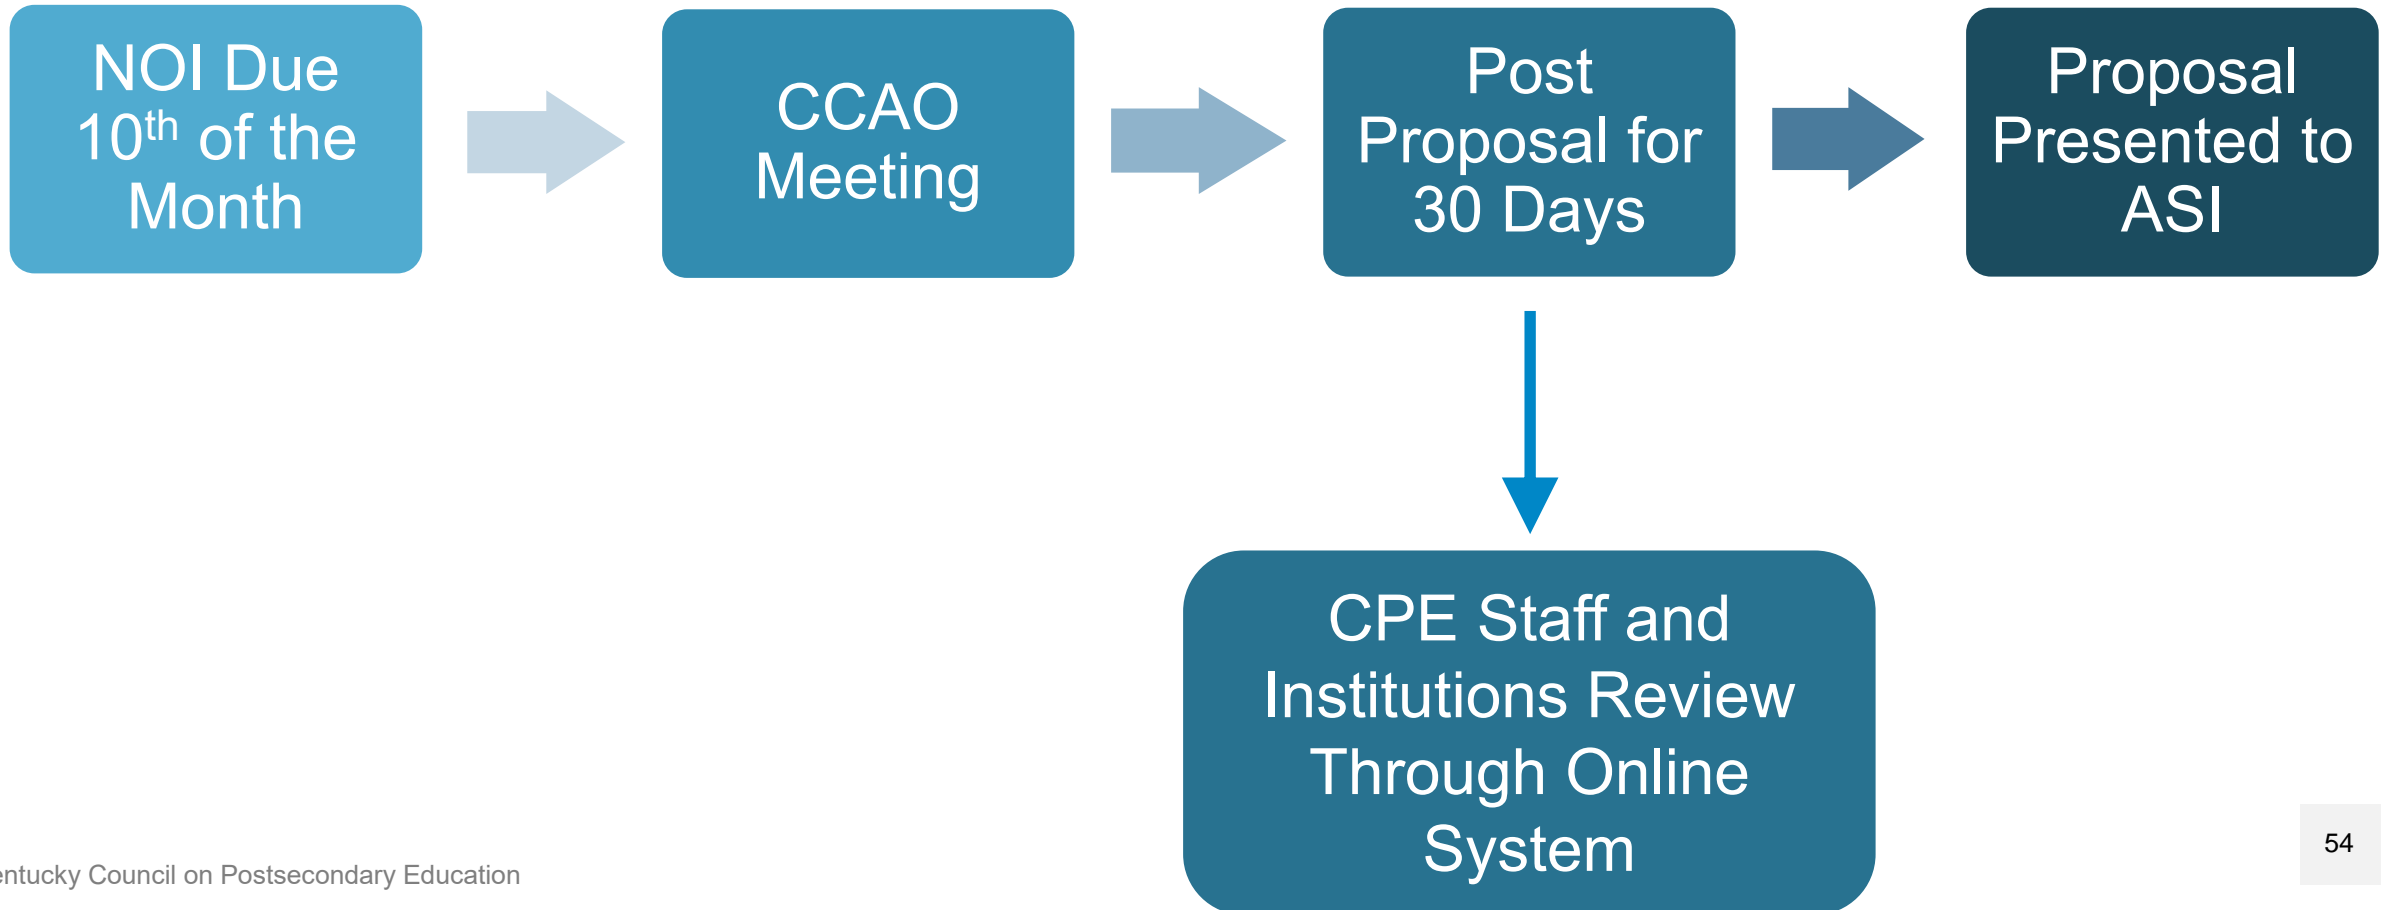 NOI Due
10th of the
Month
CCAO
Meeting
Post
Proposal for
30 Days
Proposal
Presented to
ASI
CPE Staff and
Institutions Review
Through Online
System
entucky Council on Postsecondary Education
54